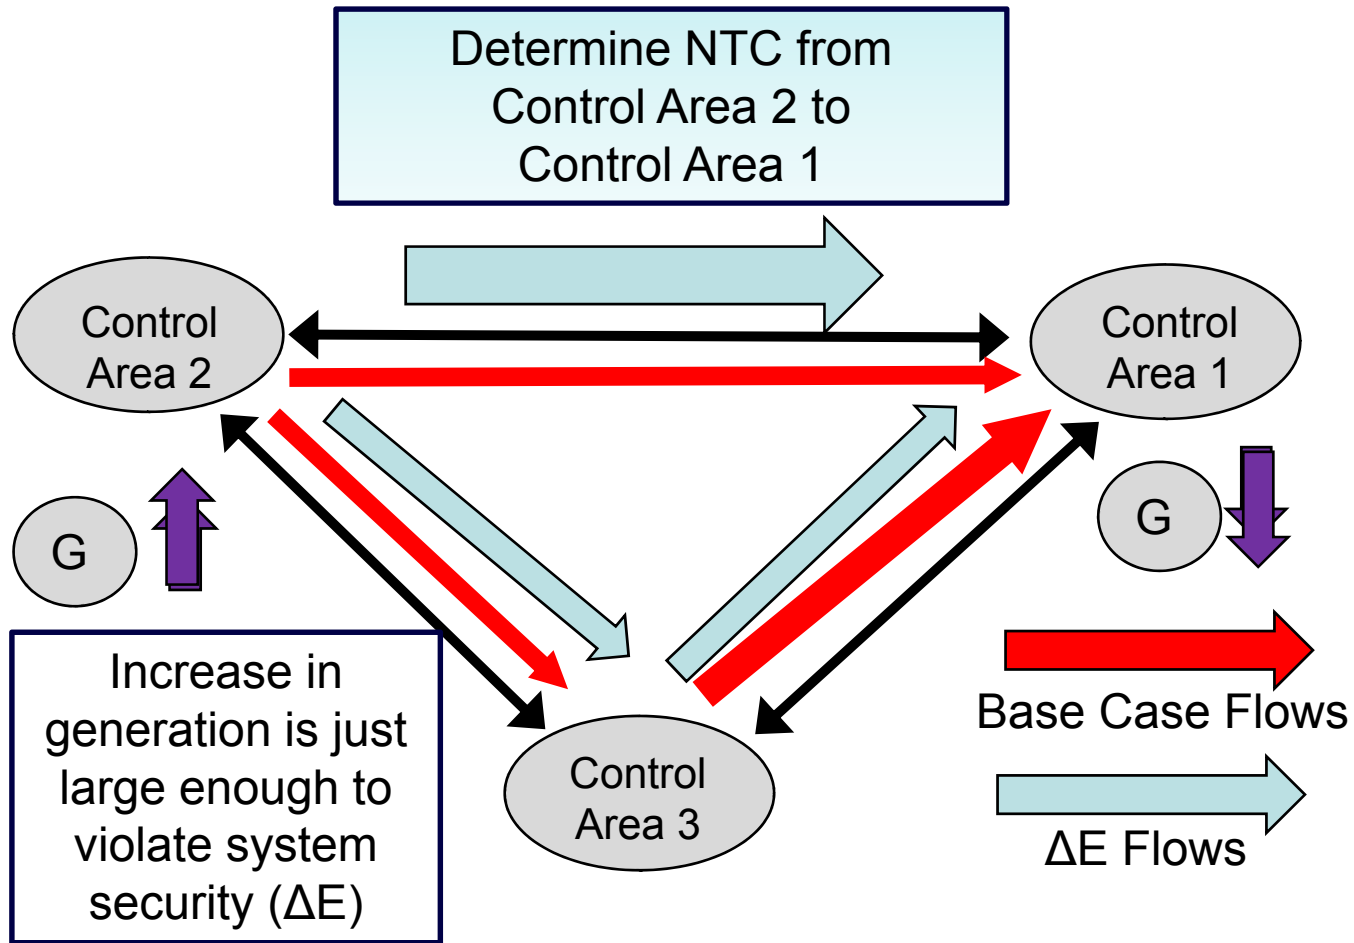 Determine NTC from
Control Area 2 to
Control Area 1
Control
Area 2
Control
Area 1
G
G
Increase in
generation is just
large enough to
violate system
security (ΔE)
Control
Area 3
Base Case Flows
ΔE Flows